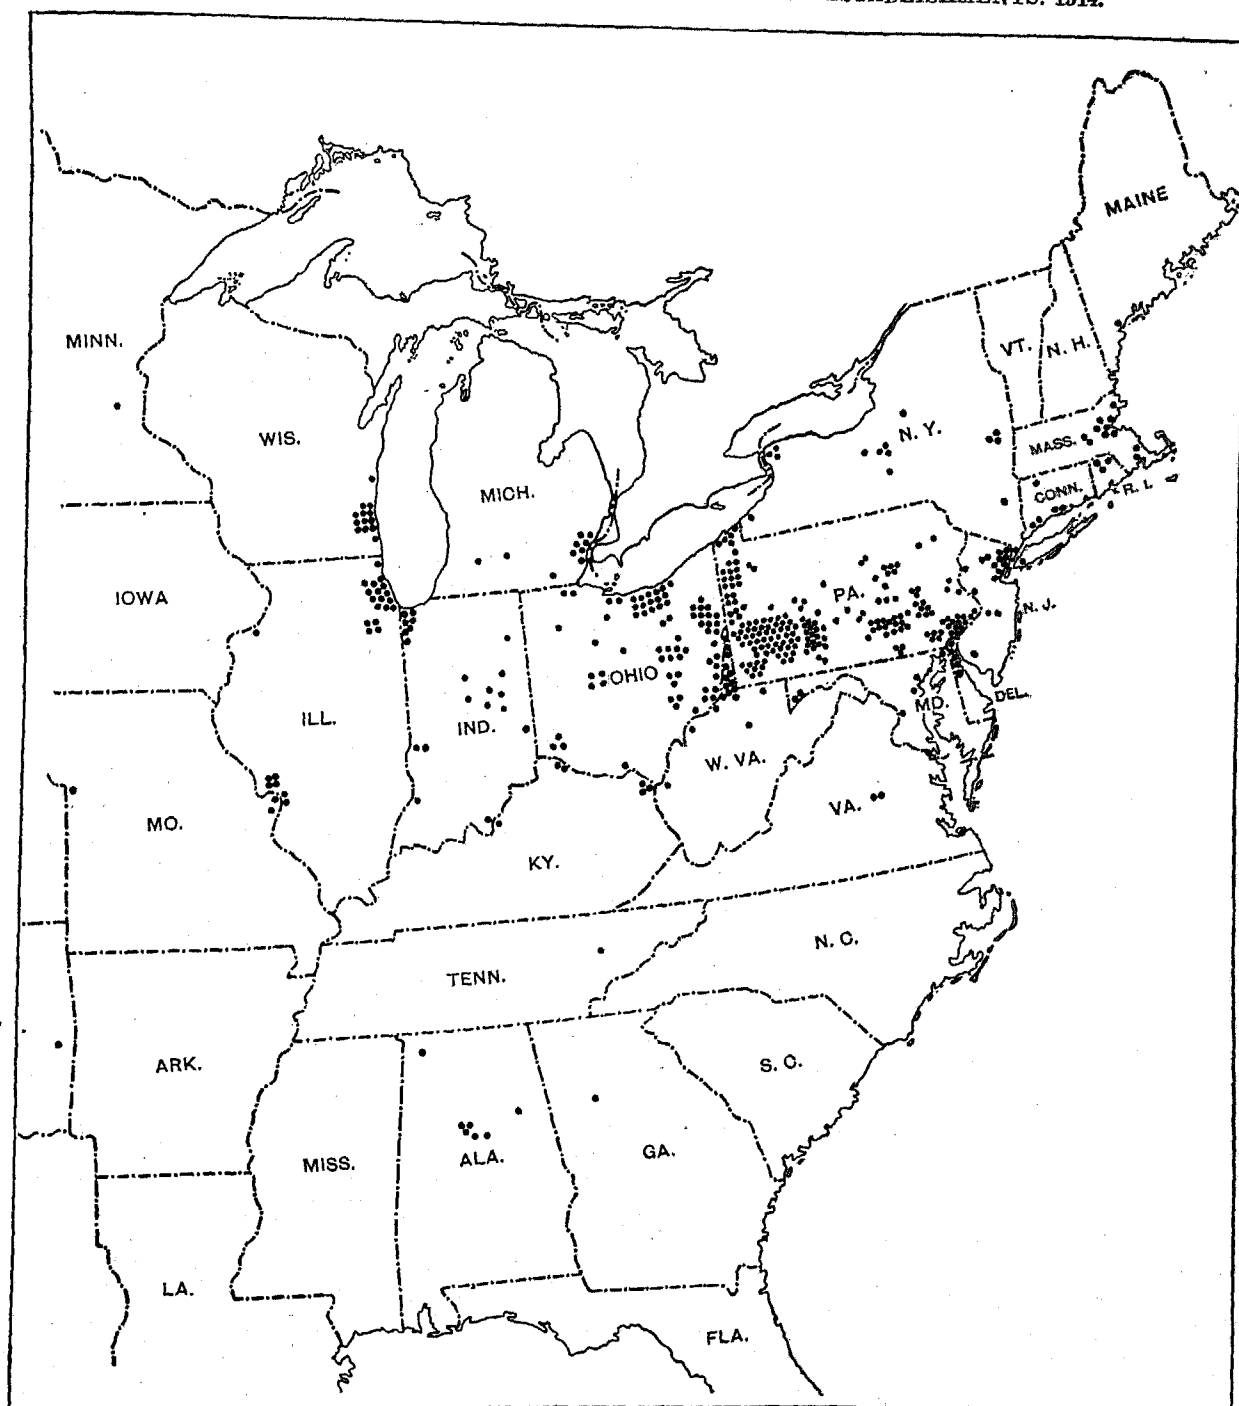 1914.
MAINE
MINN.
VT.
N. H.
WIS.
N. Y.
MASS.
MICH.
CONN.
R. I.
IOWA
PA.
N. J.
OHIO
ILL.
IND.
MD.
DEL.
W. VA.
MO.
VA.
KY.
N. C.
TENN.
ARK.
S. C.
MISS.
ALA.
GA.
LA.
FLA.